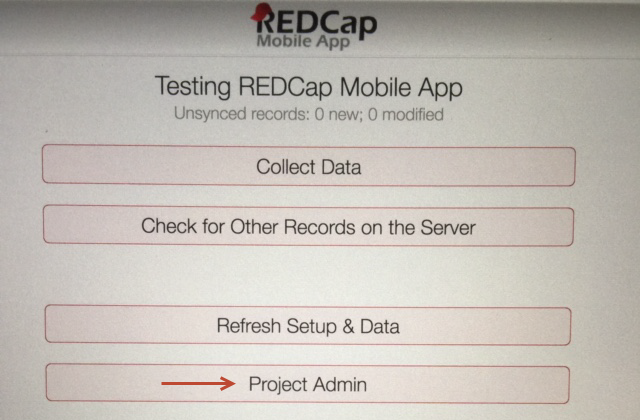 REDCap
Mobile App
Testing REDCap Mobile App
Unsynced records: 0 new; 0 modified
Collect Data
Check for Other Records on the Server
Refresh Setup & Data
Project Admin